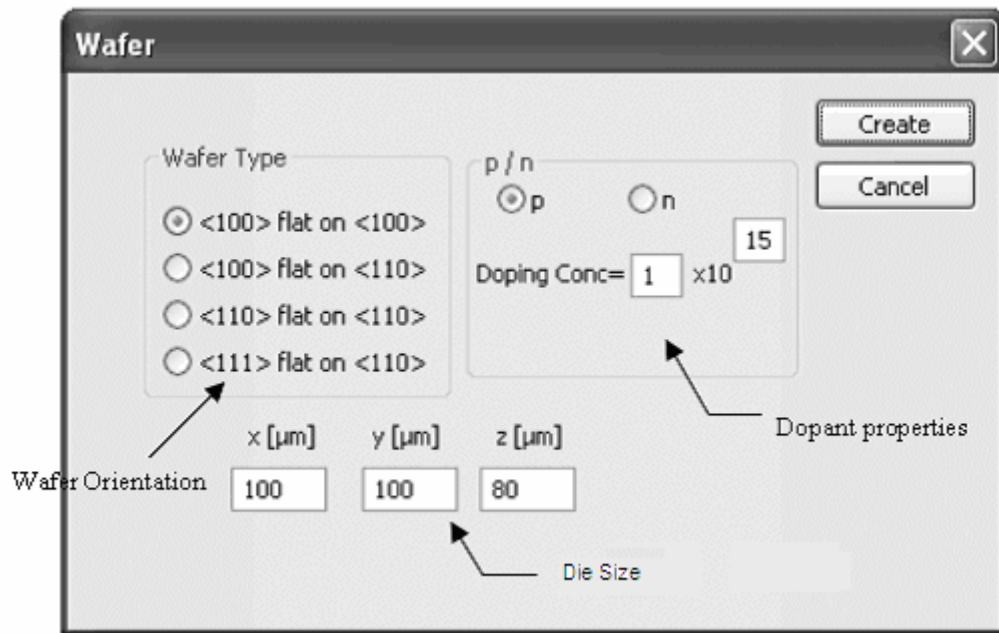 Wafer
Create
Cancel
Wafer Type
<100> flat on <100>
<100> flat on <110>
<110> flat on <110>
<111> flat on <110>
p / n
p
n
Doping Conc= 1 x10 15
Dopant properties
Wafer Orientation
x [µm] y [µm] z [µm]
100 100 80
Die Size